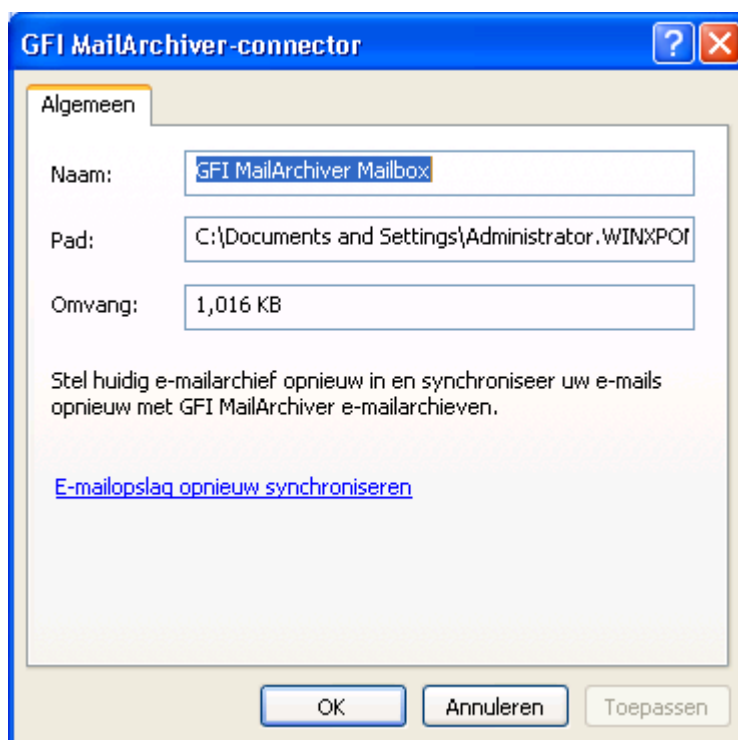 GFI MailArchiver-connector
Algemeen
Naam: GFI MailArchiver Mailbox
Pad: C:\Documents and Settings\Administrator.WINXPO
Omvang: 1,016 KB
Stel huidig e-mailarchief opnieuw in en synchroniseer uw e-mails
opnieuw met GFI MailArchiver e-mailarchieven.
E-mailopslag opnieuw synchroniseren
OK Annuleren Toepassen